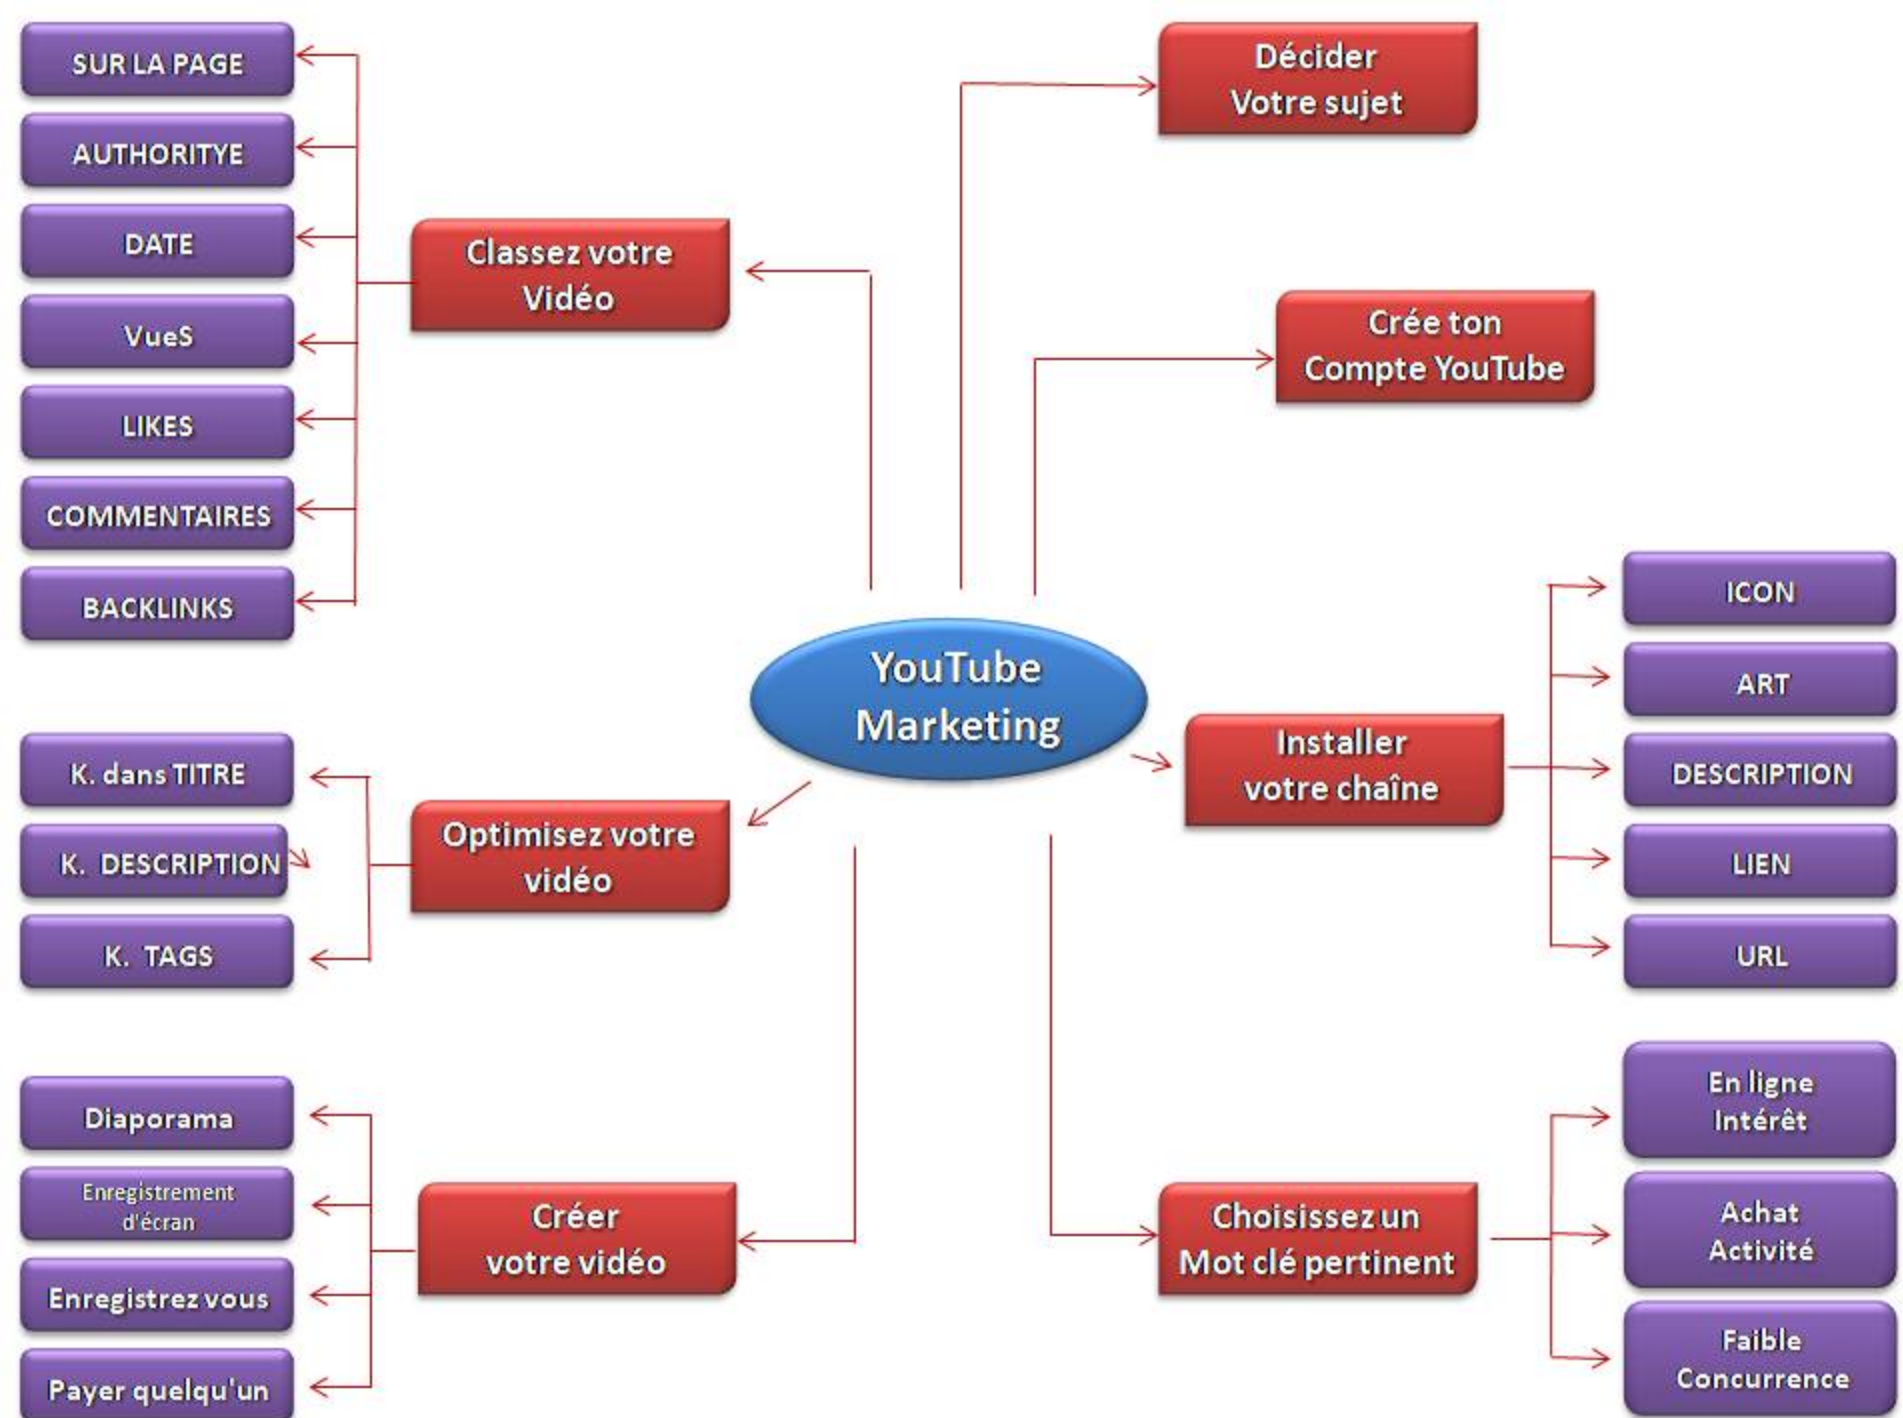 SUR LA PAGE
AUTHORITYE
DATE
VueS
LIKES
COMMENTAIRES
BACKLINKS
Classez votre
Vidéo
Décider
Votre sujet
Crée ton
Compte YouTube
YouTube
Marketing
Installer
votre chaîne
ICON
ART
DESCRIPTION
LIEN
URL
K. dans TITRE
K. DESCRIPTION
K. TAGS
Optimisez votre
vidéo
Diaporama
Enregistrement
d'écran
Enregistrez vous
Payer quelqu'un
Créer
votre vidéo
Choisissez un
Mot clé pertinent
En ligne
Intérêt
Achat
Activité
Faible
Concurrence